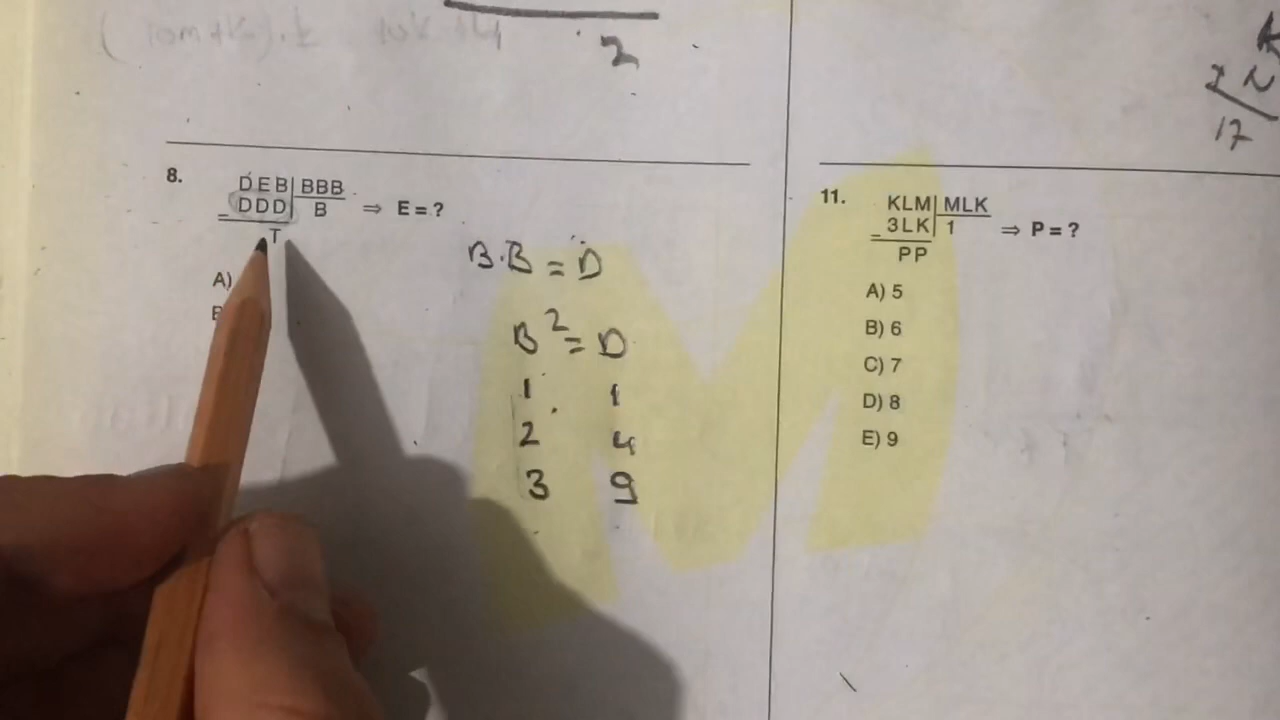 2
17
8.
DEB BBB
DDD B ⇒ E = ?
T
A)
B·B = D
B² = D
1 1
2 4
3 9
11.
KLM MLK
3LK 1 ⇒ P = ?
PP
A) 5
B) 6
C) 7
D) 8
E) 9